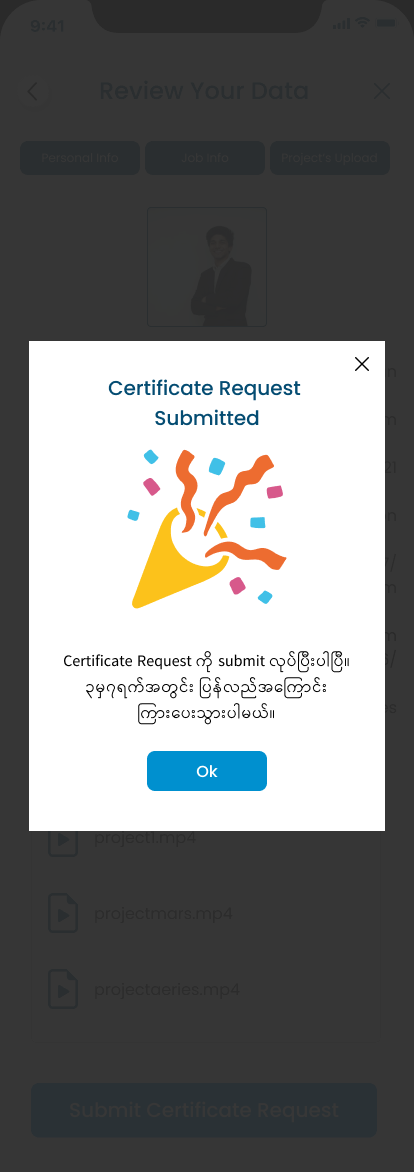 9:41
Review Your Data
Personal Info
Job Info
Project's Upload
Certificate Request
Submitted
Certificate Request ကို submit လုပ်ပြီးပါပြီ။
၃မှ၇ရက်အတွင်း ပြန်လည်အကြောင်း
ကြားပေးသွားပါမယ်။
Ok
projectmars.mp4
projectaeries.mp4
Submit Certificate Request